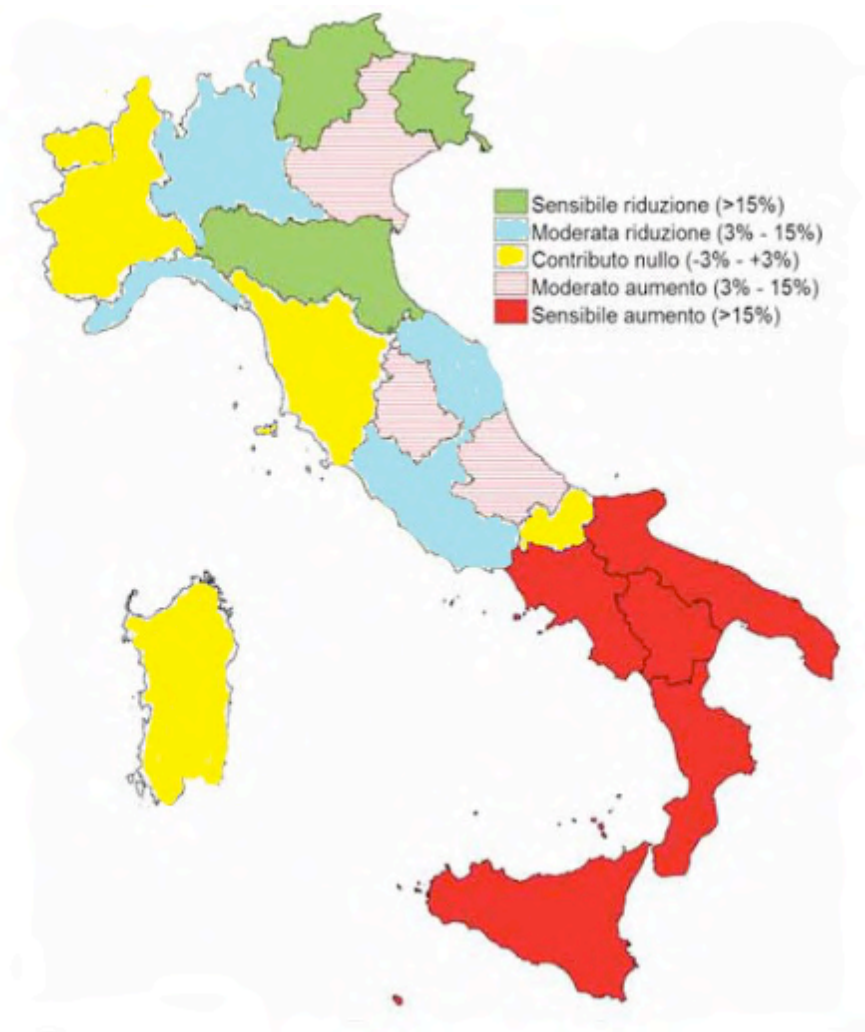 Sensibile riduzione (>15%)
Moderata riduzione (3% - 15%)
Contributo nullo (-3% - +3%)
Moderato aumento (3% - 15%)
Sensibile aumento (>15%)